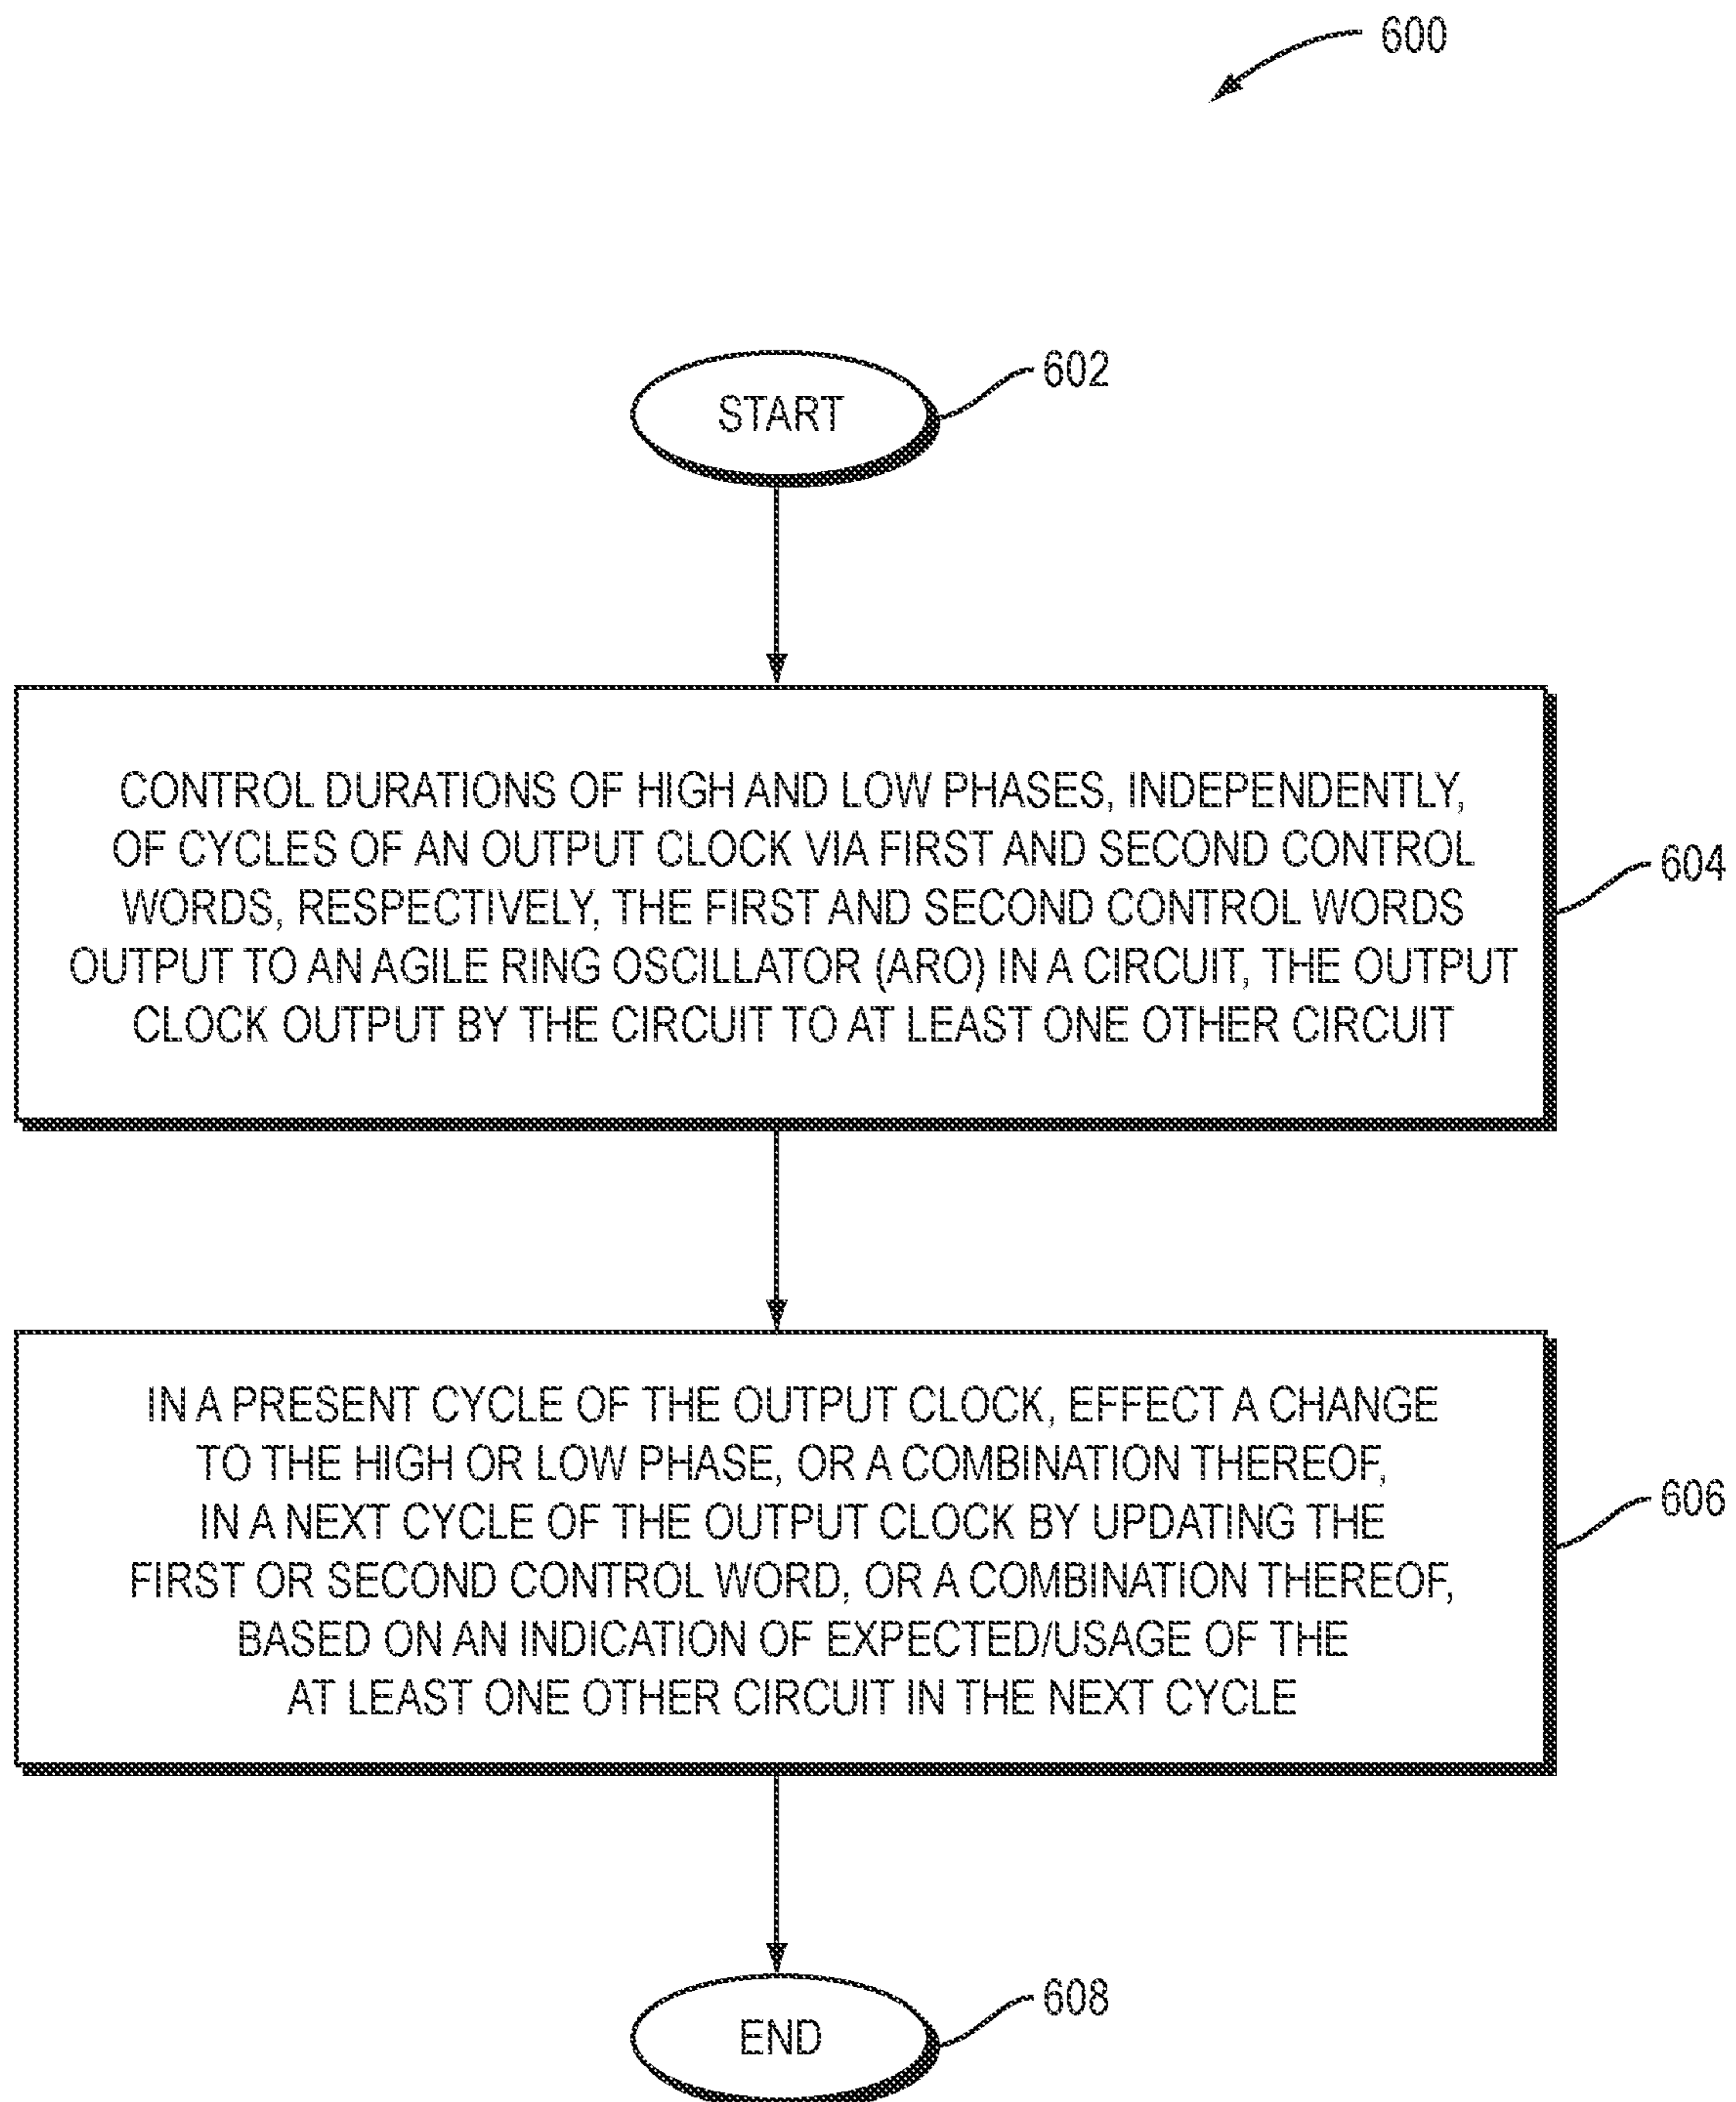 600
START
602
CONTROL DURATIONS OF HIGH AND LOW PHASES, INDEPENDENTLY,
OF CYCLES OF AN OUTPUT CLOCK VIA FIRST AND SECOND CONTROL
WORDS, RESPECTIVELY, THE FIRST AND SECOND CONTROL WORDS
OUTPUT TO AN AGILE RING OSCILLATOR (ARO) IN A CIRCUIT, THE OUTPUT
CLOCK OUTPUT BY THE CIRCUIT TO AT LEAST ONE OTHER CIRCUIT
604
IN A PRESENT CYCLE OF THE OUTPUT CLOCK, EFFECT A CHANGE
TO THE HIGH OR LOW PHASE, OR A COMBINATION THEREOF,
IN A NEXT CYCLE OF THE OUTPUT CLOCK BY UPDATING THE
FIRST OR SECOND CONTROL WORD, OR A COMBINATION THEREOF,
BASED ON AN INDICATION OF EXPECTED/USAGE OF THE
AT LEAST ONE OTHER CIRCUIT IN THE NEXT CYCLE
606
END
608